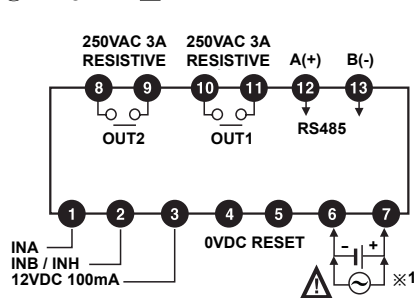 250VAC 3A 250VAC 3A
RESISTIVE RESISTIVE A(+) B(-)
8 9 10 11 12 13
OUT2 OUT1 RS485
1 2 3 4 5 6 7
0VDC RESET
INA
INB / INH
12VDC 100mA
- +
※1